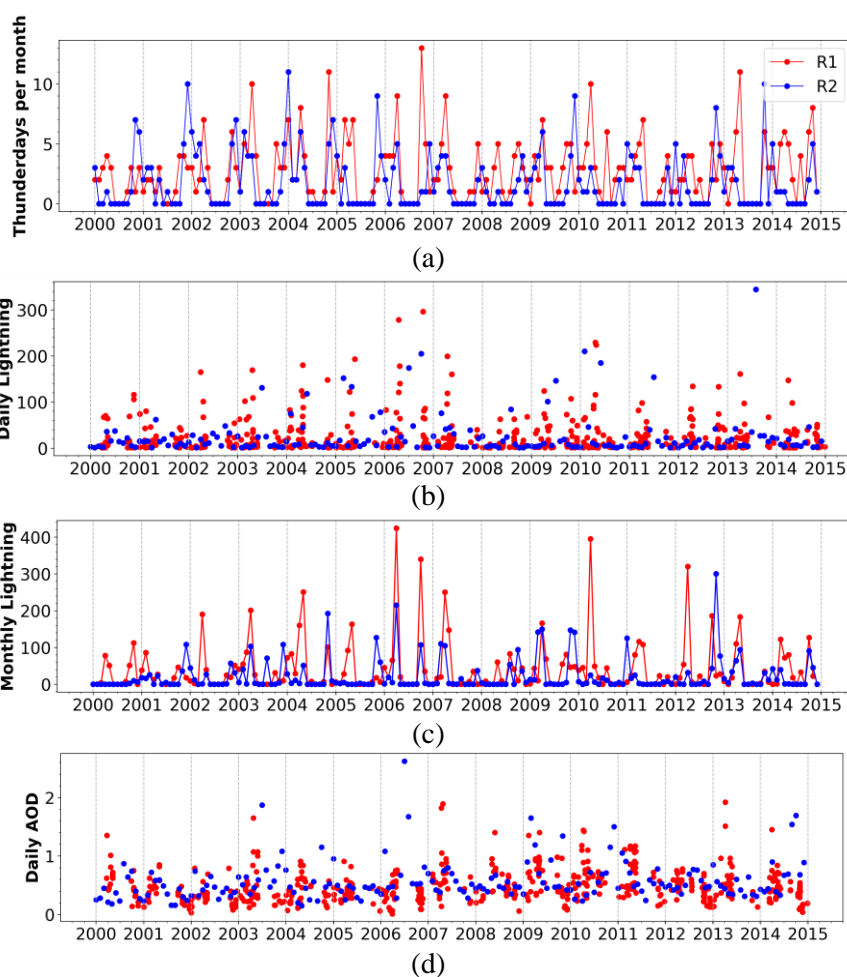 Thunderdays per month
10
5
0
R1
R2
2000 2001 2002 2003 2004 2005 2006 2007 2008 2009 2010 2011 2012 2013 2014 2015
(a)
Daily Lightning
300
200
100
0
2000 2001 2002 2003 2004 2005 2006 2007 2008 2009 2010 2011 2012 2013 2014 2015
(b)
Monthly Lightning
400
300
200
100
0
2000 2001 2002 2003 2004 2005 2006 2007 2008 2009 2010 2011 2012 2013 2014 2015
(c)
Daily AOD
2
1
0
2000 2001 2002 2003 2004 2005 2006 2007 2008 2009 2010 2011 2012 2013 2014 2015
(d)